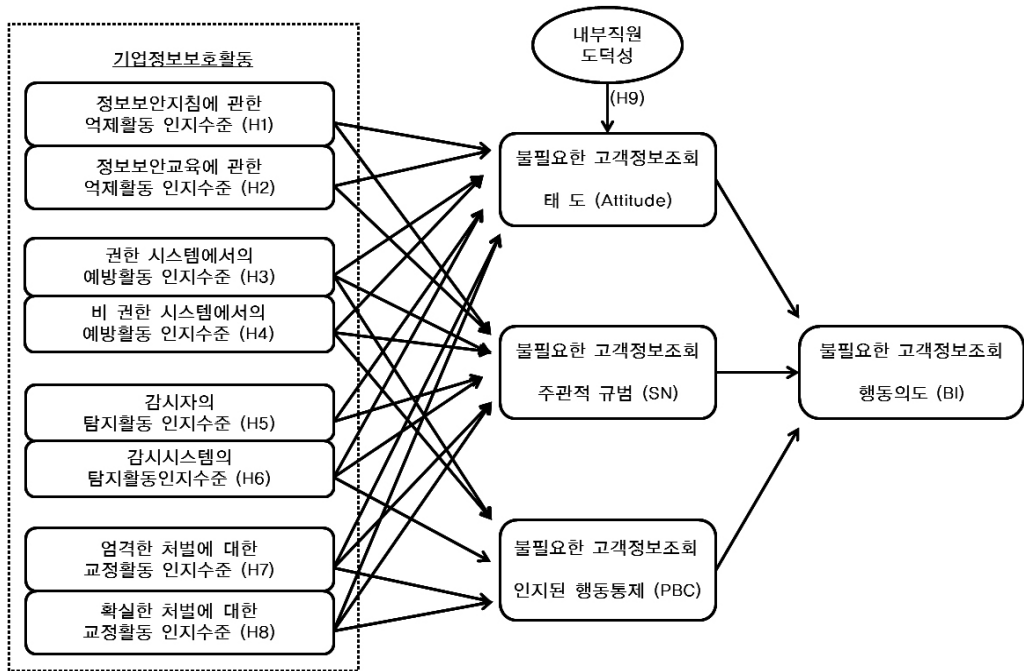 기업정보보호활동
정보보안지침에 관한
억제활동 인지수준 (H1)
정보보안교육에 관한
억제활동 인지수준 (H2)
권한 시스템에서의
예방활동 인지수준 (H3)
비 권한 시스템에서의
예방활동 인지수준 (H4)
감시자의
탐지활동 인지수준 (H5)
감시시스템의
탐지활동인지수준 (H6)
엄격한 처벌에 대한
교정활동 인지수준 (H7)
확실한 처벌에 대한
교정활동 인지수준 (H8)
내부직원
도덕성
(H9)
불필요한 고객정보조회
태 도 (Attitude)
불필요한 고객정보조회
주관적 규범 (SN)
불필요한 고객정보조회
인지된 행동통제 (PBC)
불필요한 고객정보조회
행동의도 (BI)